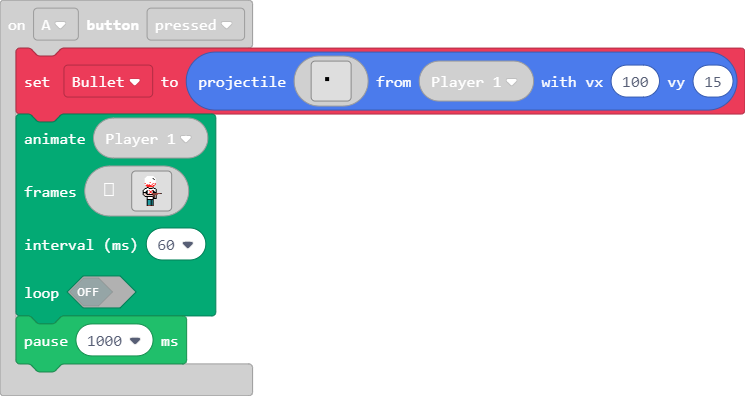 on A button pressed
set Bullet to projectile from Player 1 with vx 100 vy 15
animate Player 1
frames
interval (ms) 60
loop OFF
pause 1000 ms